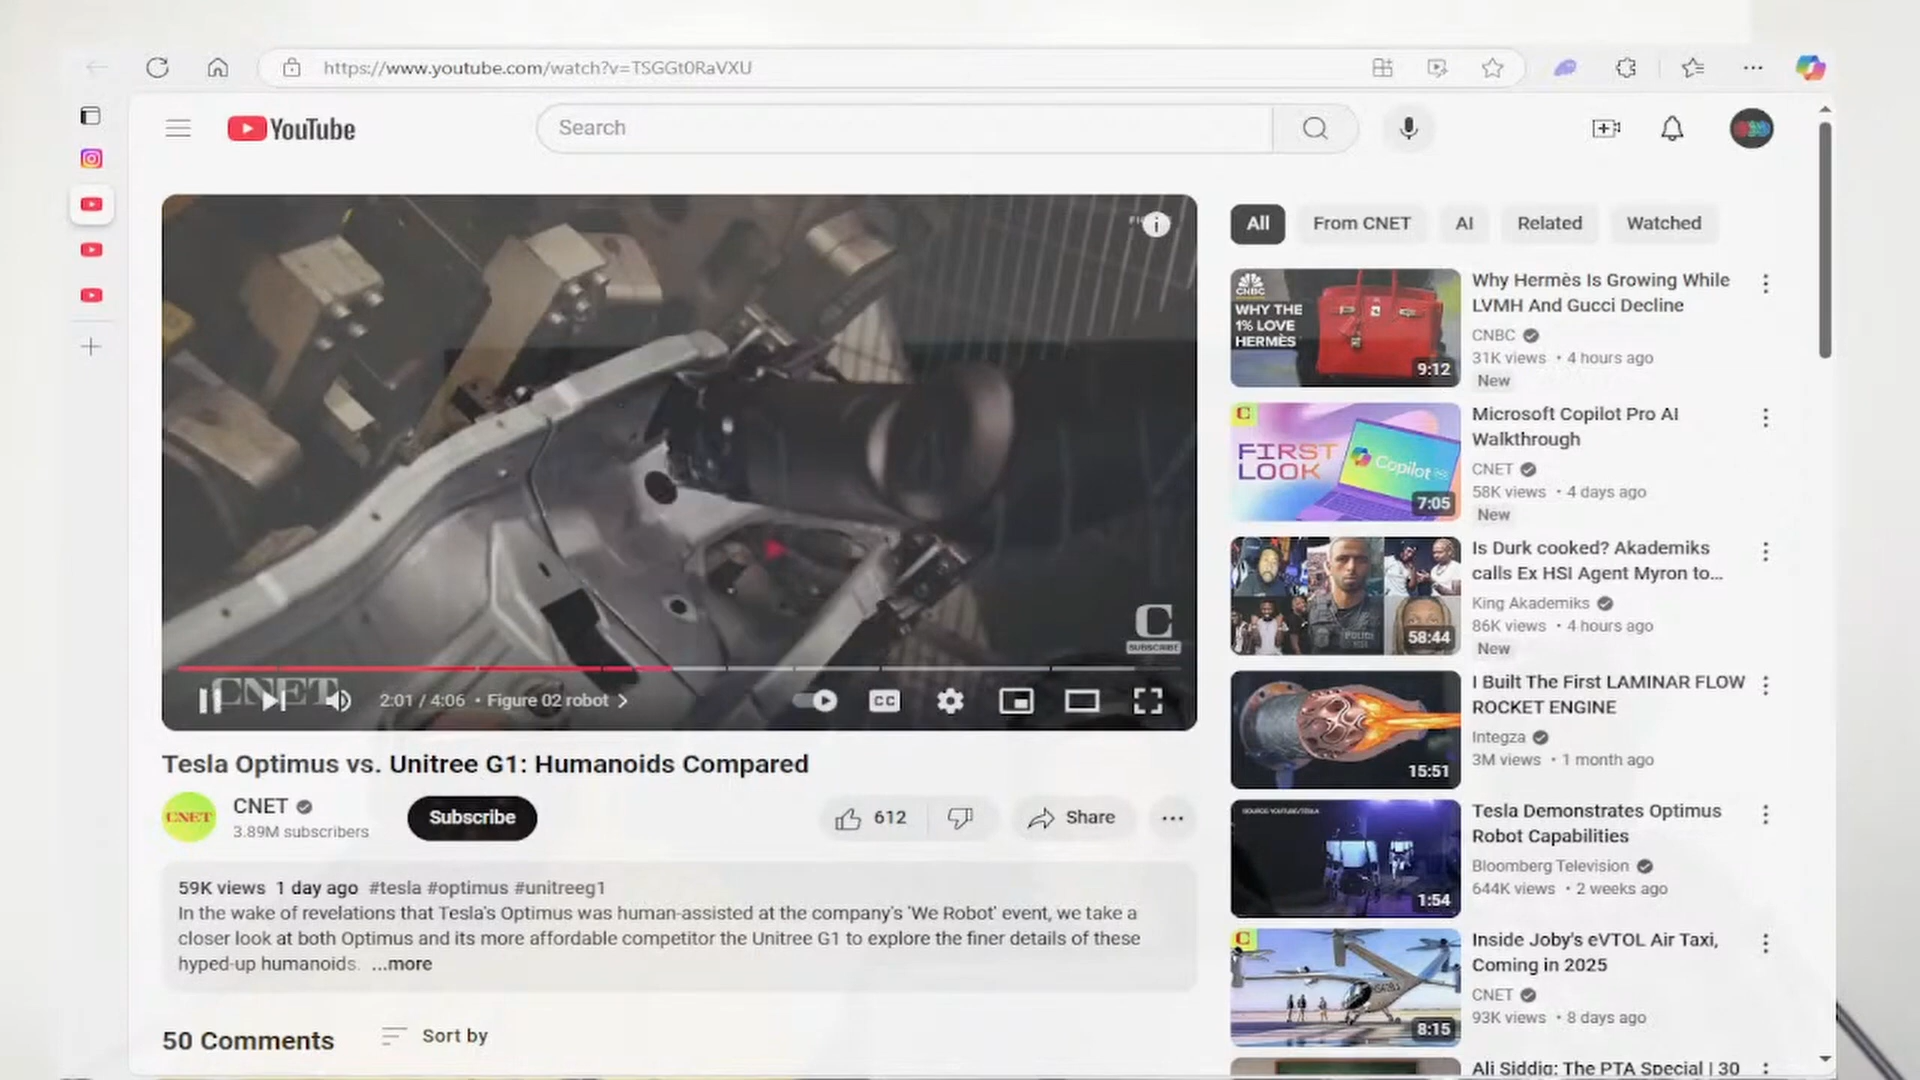 https://www.youtube.com/watch?v=TSGGt0RaVXU
YouTube
Search
SUBSCRIBE
CNET
2:01 / 4:06 • Figure 02 robot
CC
Tesla Optimus vs. Unitree G1: Humanoids Compared
CNET
CNET
3.89M subscribers
Subscribe
612
Share
59K views 1 day ago #tesla #optimus #unitreeg1
In the wake of revelations that Tesla's Optimus was human-assisted at the company's 'We Robot' event, we take a
closer look at both Optimus and its more affordable competitor the Unitree G1 to explore the finer details of these
hyped-up humanoids. ...more
50 Comments
Sort by
All
From CNET
AI
Related
Watched
CNBC
WHY THE
1% LOVE
HERMÈS
9:12
Why Hermès Is Growing While
LVMH And Gucci Decline
CNBC
31K views • 4 hours ago
New
C
FIRST
LOOK
Copilot
7:05
Microsoft Copilot Pro AI
Walkthrough
CNET
58K views • 4 days ago
New
POLICE
58:44
Is Durk cooked? Akademiks
calls Ex HSI Agent Myron to...
King Akademiks
86K views • 4 hours ago
New
15:51
I Built The First LAMINAR FLOW
ROCKET ENGINE
Integza
3M views • 1 month ago
SOURCE: YOUTUBE/TESLA
1:54
Tesla Demonstrates Optimus
Robot Capabilities
Bloomberg Television
644K views • 2 weeks ago
C
8:15
Inside Joby's eVTOL Air Taxi,
Coming in 2025
CNET
93K views • 8 days ago
Ali Siddiq: The PTA Special | 30